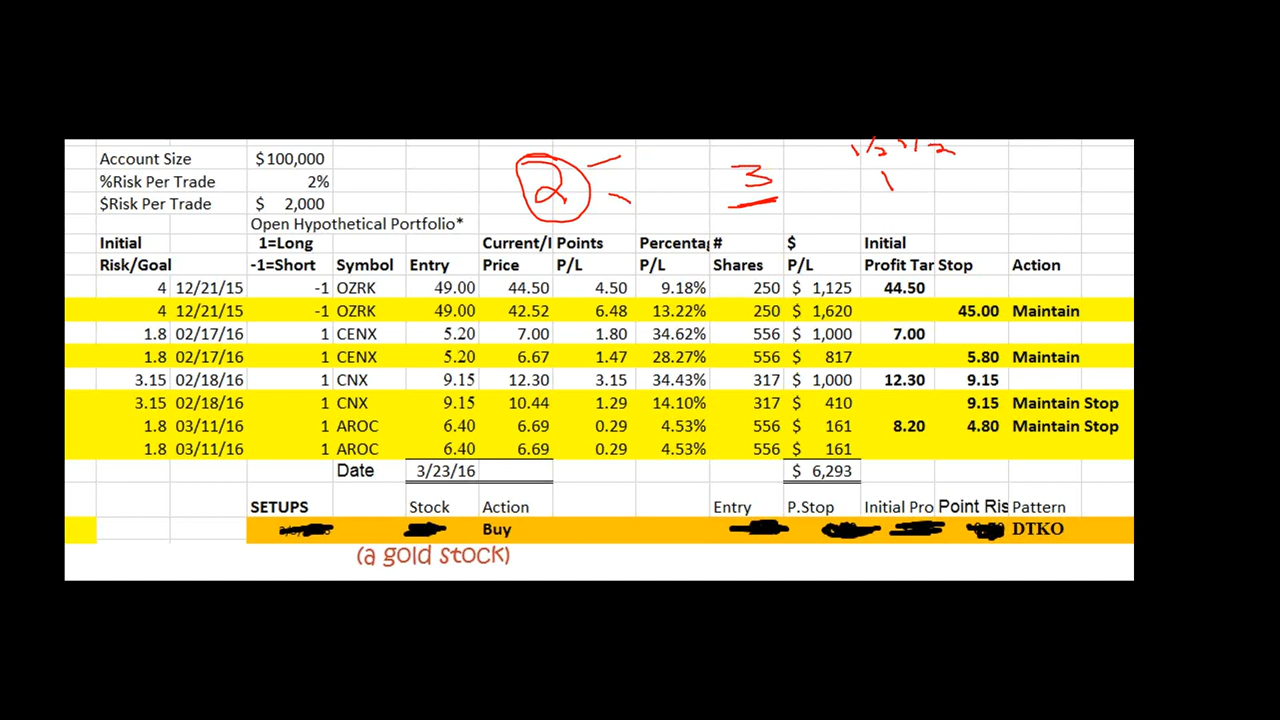 1/2 1/2
Account Size $100,000
%Risk Per Trade 2% 2 3 1
$Risk Per Trade $ 2,000
Open Hypothetical Portfolio*
Initial 1=Long Current/I Points Percentag # $ Initial
Risk/Goal -1=Short Symbol Entry Price P/L P/L Shares P/L Profit Tar Stop Action
4 12/21/15 -1 OZRK 49.00 44.50 4.50 9.18% 250 $ 1,125 44.50
4 12/21/15 -1 OZRK 49.00 42.52 6.48 13.22% 250 $ 1,620 45.00 Maintain
1.8 02/17/16 1 CENX 5.20 7.00 1.80 34.62% 556 $ 1,000 7.00
1.8 02/17/16 1 CENX 5.20 6.67 1.47 28.27% 556 $ 817 5.80 Maintain
3.15 02/18/16 1 CNX 9.15 12.30 3.15 34.43% 317 $ 1,000 12.30 9.15
3.15 02/18/16 1 CNX 9.15 10.44 1.29 14.10% 317 $ 410 9.15 Maintain Stop
1.8 03/11/16 1 AROC 6.40 6.69 0.29 4.53% 556 $ 161 8.20 4.80 Maintain Stop
1.8 03/11/16 1 AROC 6.40 6.69 0.29 4.53% 556 $ 161
Date 3/23/16 $ 6,293
SETUPS Stock Action Entry P.Stop Initial Pro Point Ris Pattern
Buy DTKO
(a gold stock)